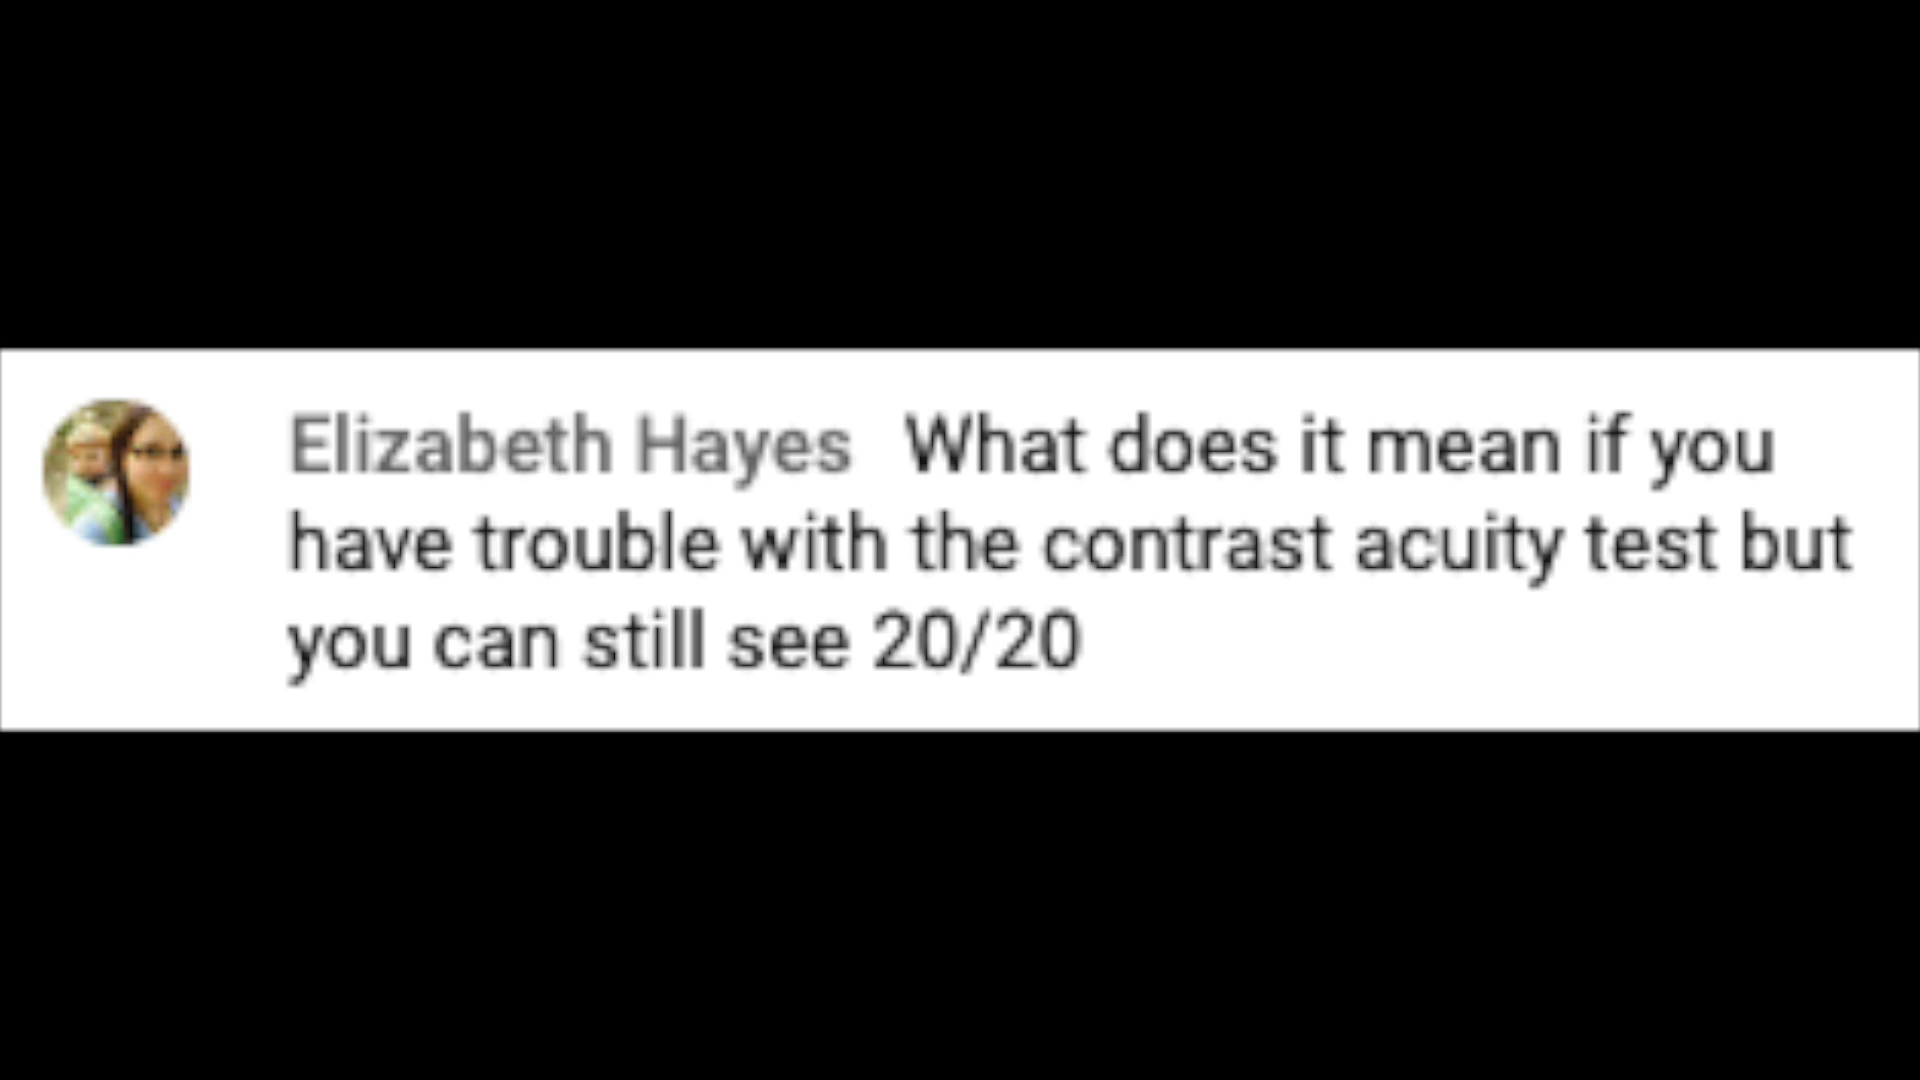 Elizabeth Hayes What does it mean if you
have trouble with the contrast acuity test but
you can still see 20/20